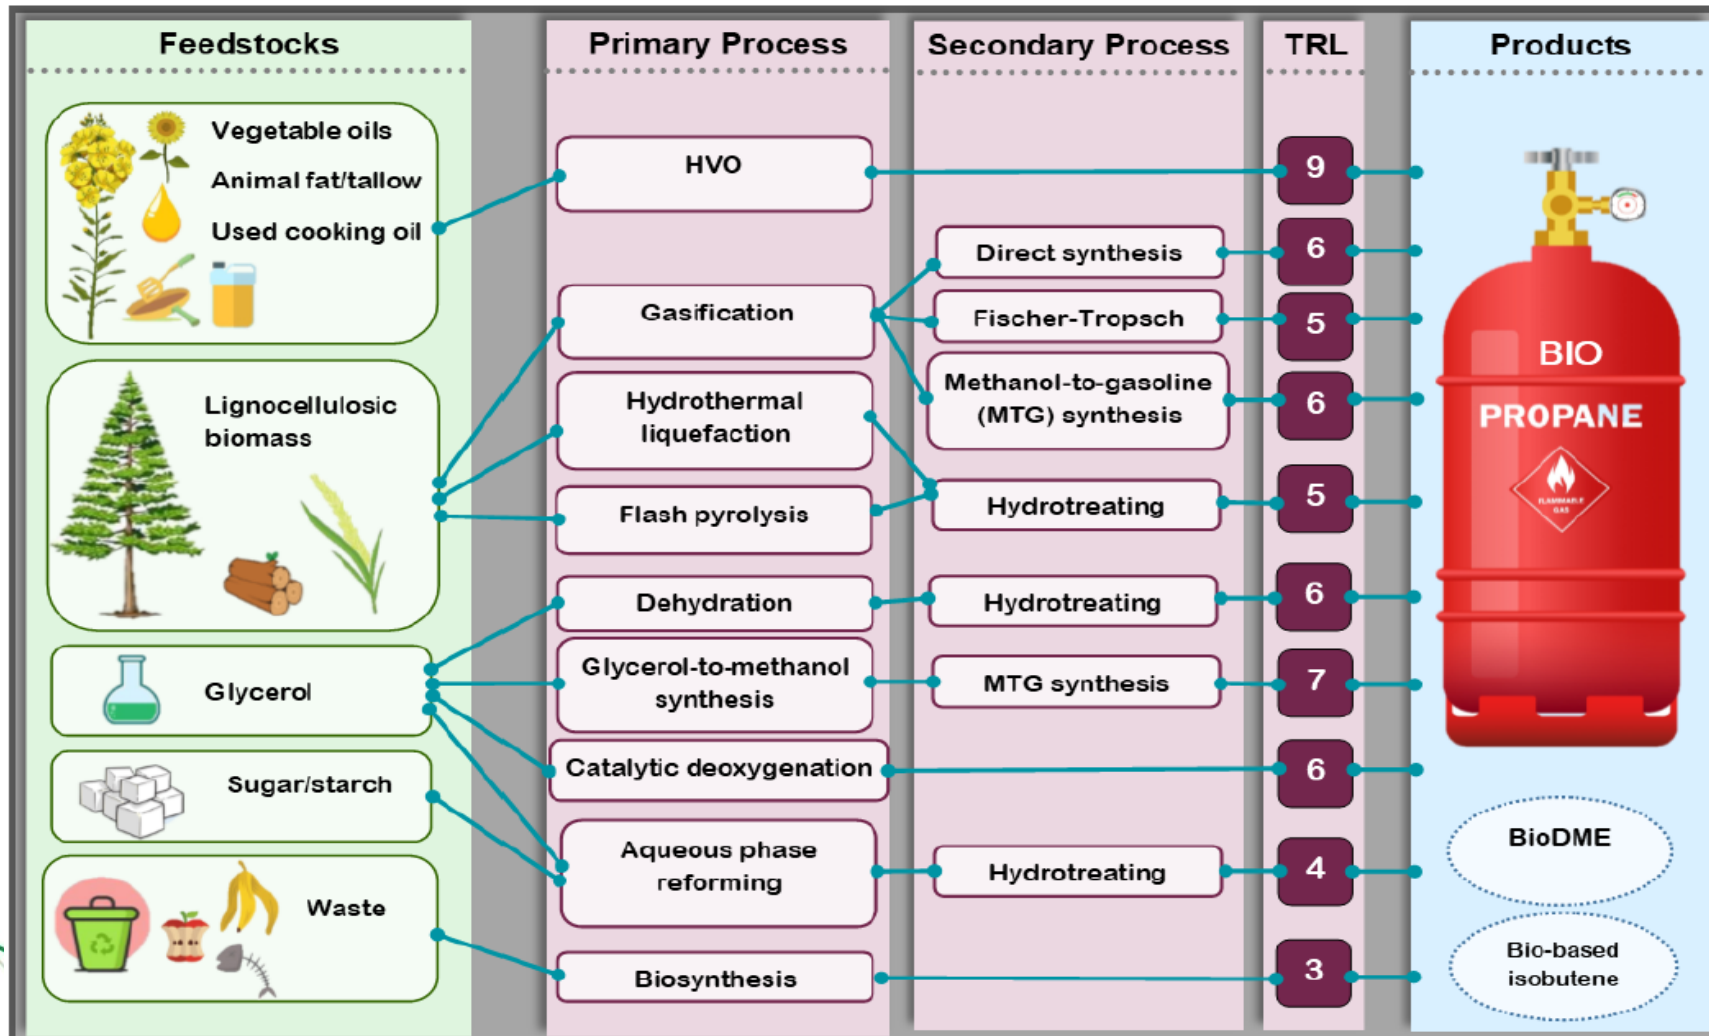 Feedstocks
Primary Process
Secondary Process
TRL
Products
Vegetable oils
Animal fat/tallow
Used cooking oil
HVO
9
Lignocellulosic
biomass
Gasification
Direct synthesis
6
Fischer-Tropsch
5
Methanol-to-gasoline
(MTG) synthesis
6
Hydrothermal
liquefaction
Flash pyrolysis
Hydrotreating
5
Glycerol
Dehydration
Hydrotreating
6
Glycerol-to-methanol
synthesis
MTG synthesis
7
Catalytic deoxygenation
6
Sugar/starch
Aqueous phase
reforming
Hydrotreating
4
Waste
Biosynthesis
3
BIO
PROPANE
FLAMMABLE
GAS
BioDME
Bio-based
isobutene